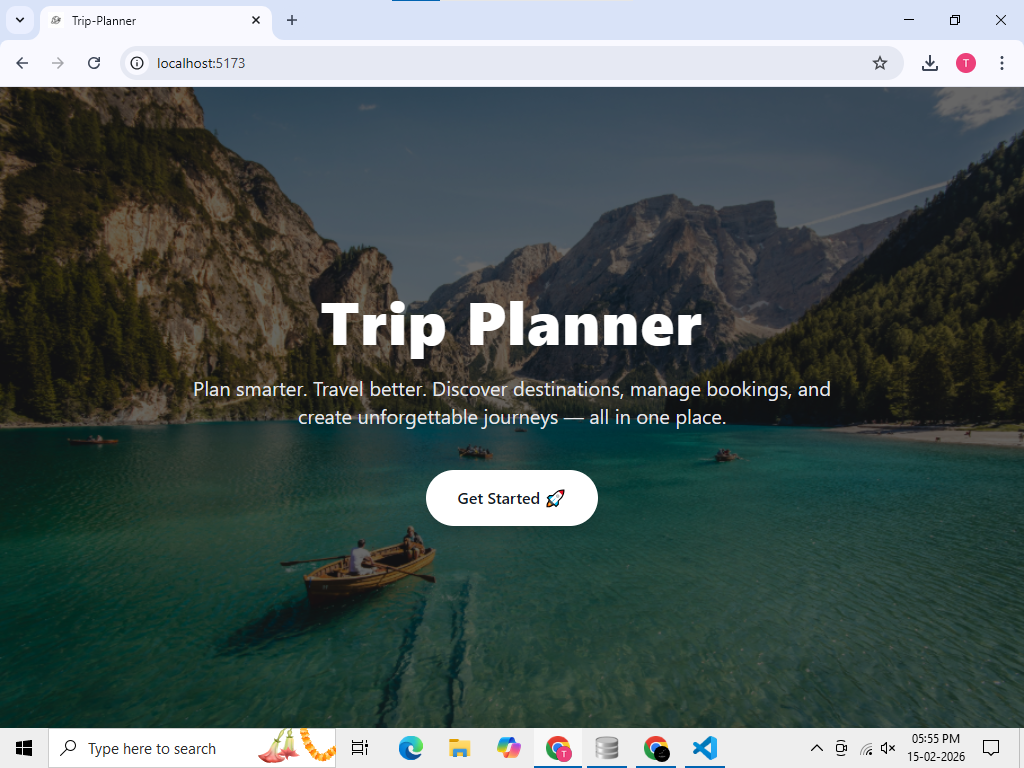 Trip-Planner
localhost:5173
T
Trip Planner
Plan smarter. Travel better. Discover destinations, manage bookings, and
create unforgettable journeys — all in one place.
Get Started 🚀
Type here to search
T
05:55 PM
15-02-2026